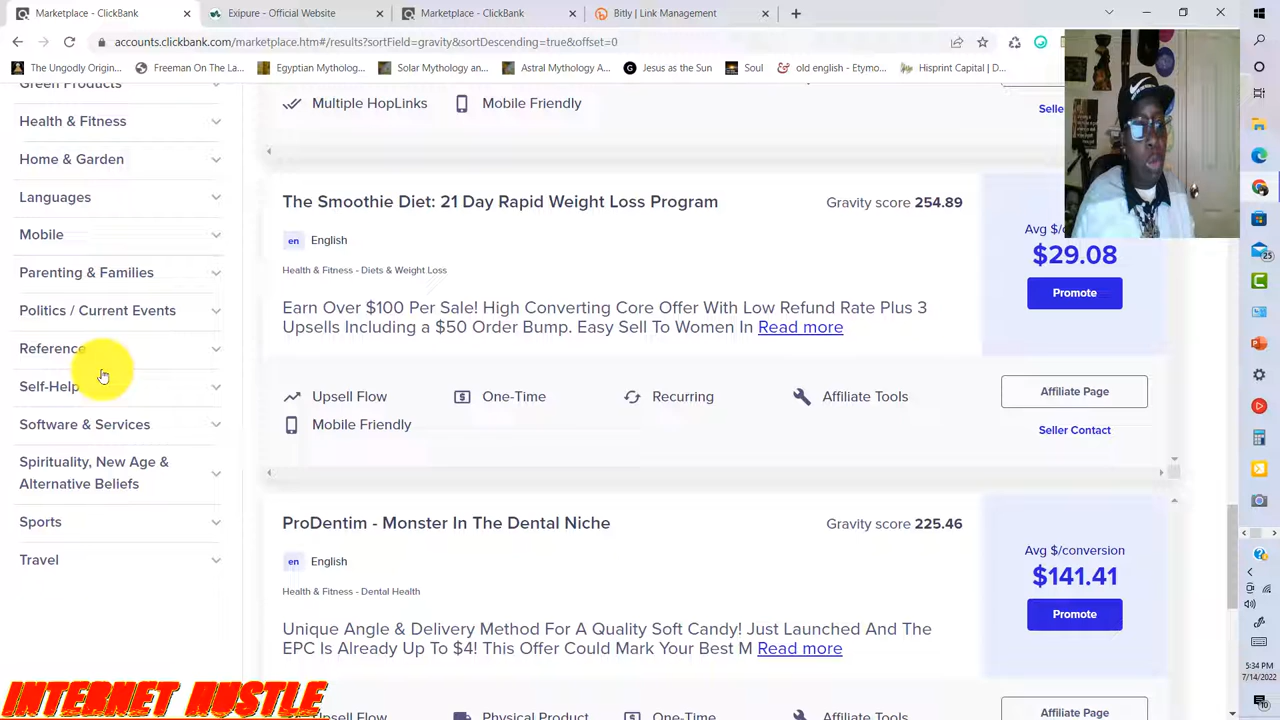 Marketplace - ClickBank
Exipure - Official Website
Marketplace - ClickBank
Bitly | Link Management
accounts.clickbank.com/marketplace.htm#/results?sortField=gravity&sortDescending=true&offset=0
The Ungodly Origin...
Freeman On The La...
Egyptian Mytholog...
Solar Mythology an...
Astral Mythology A...
Jesus as the Sun
Soul
old english - Etymo...
Hisprint Capital | D...
Green Products
Health & Fitness
Home & Garden
Languages
Mobile
Parenting & Families
Politics / Current Events
Reference
Self-Help
Software & Services
Spirituality, New Age &
Alternative Beliefs
Sports
Travel
Multiple HopLinks
Mobile Friendly
Seller
The Smoothie Diet: 21 Day Rapid Weight Loss Program
Gravity score 254.89
en English
Health & Fitness - Diets & Weight Loss
Earn Over $100 Per Sale! High Converting Core Offer With Low Refund Rate Plus 3
Upsells Including a $50 Order Bump. Easy Sell To Women In Read more
Avg $/
$29.08
Promote
Upsell Flow
One-Time
Recurring
Affiliate Tools
Mobile Friendly
Affiliate Page
Seller Contact
ProDentim - Monster In The Dental Niche
Gravity score 225.46
en English
Health & Fitness - Dental Health
Unique Angle & Delivery Method For A Quality Soft Candy! Just Launched And The
EPC Is Already Up To $4! This Offer Could Mark Your Best M Read more
Avg $/conversion
$141.41
Promote
Upsell Flow
Physical Product
One-Time
Affiliate Tools
Affiliate Page
INTERNET HUSTLE
25
5:34 PM
7/14/2022